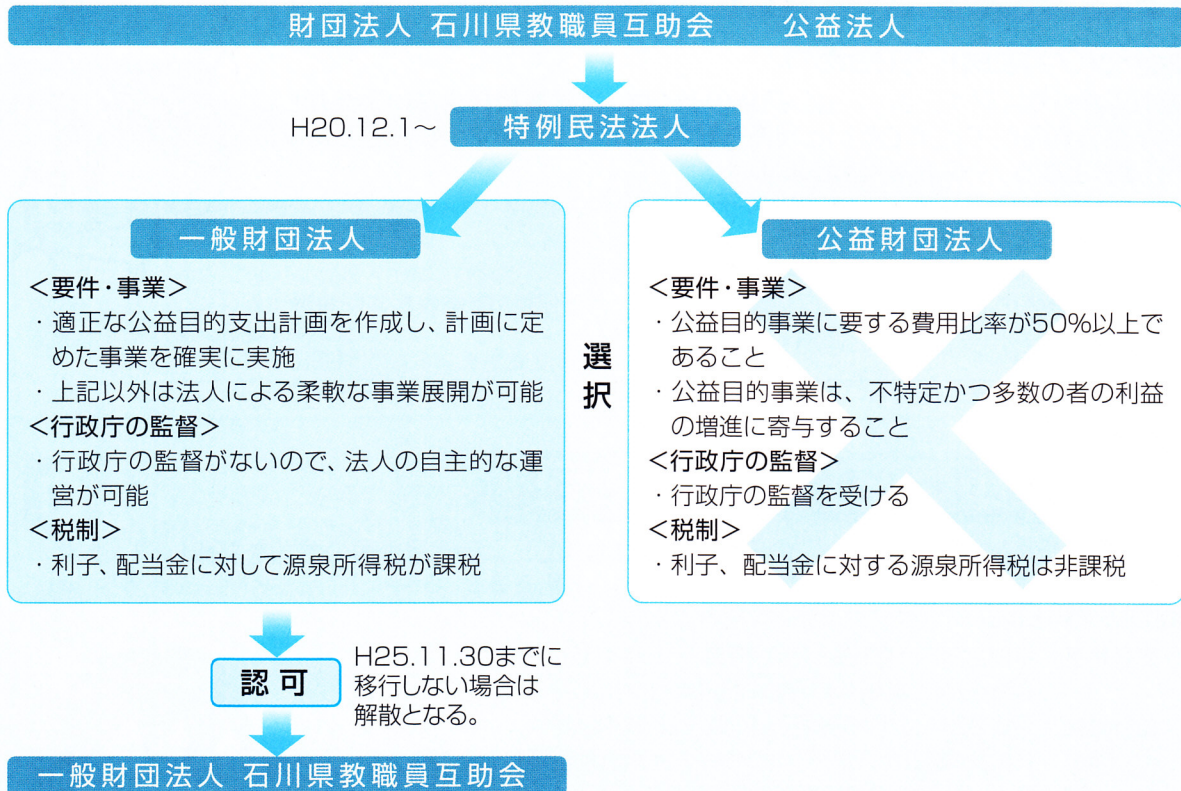 財団法人 石川県教職員互助会　　公益法人
H20.12.1～
特例民法法人
一般財団法人
＜要件・事業＞
・適正な公益目的支出計画を作成し、計画に定
めた事業を確実に実施
・上記以外は法人による柔軟な事業展開が可能
＜行政庁の監督＞
・行政庁の監督がないので、法人の自主的な運
営が可能
＜税制＞
・利子、配当金に対して源泉所得税が課税
選
択
公益財団法人
＜要件・事業＞
・公益目的事業に要する費用比率が50%以上で
あること
・公益目的事業は、不特定かつ多数の者の利益
の増進に寄与すること
＜行政庁の監督＞
・行政庁の監督を受ける
＜税制＞
・利子、配当金に対する源泉所得税は非課税
認 可
H25.11.30までに
移行しない場合は
解散となる。
一般財団法人 石川県教職員互助会